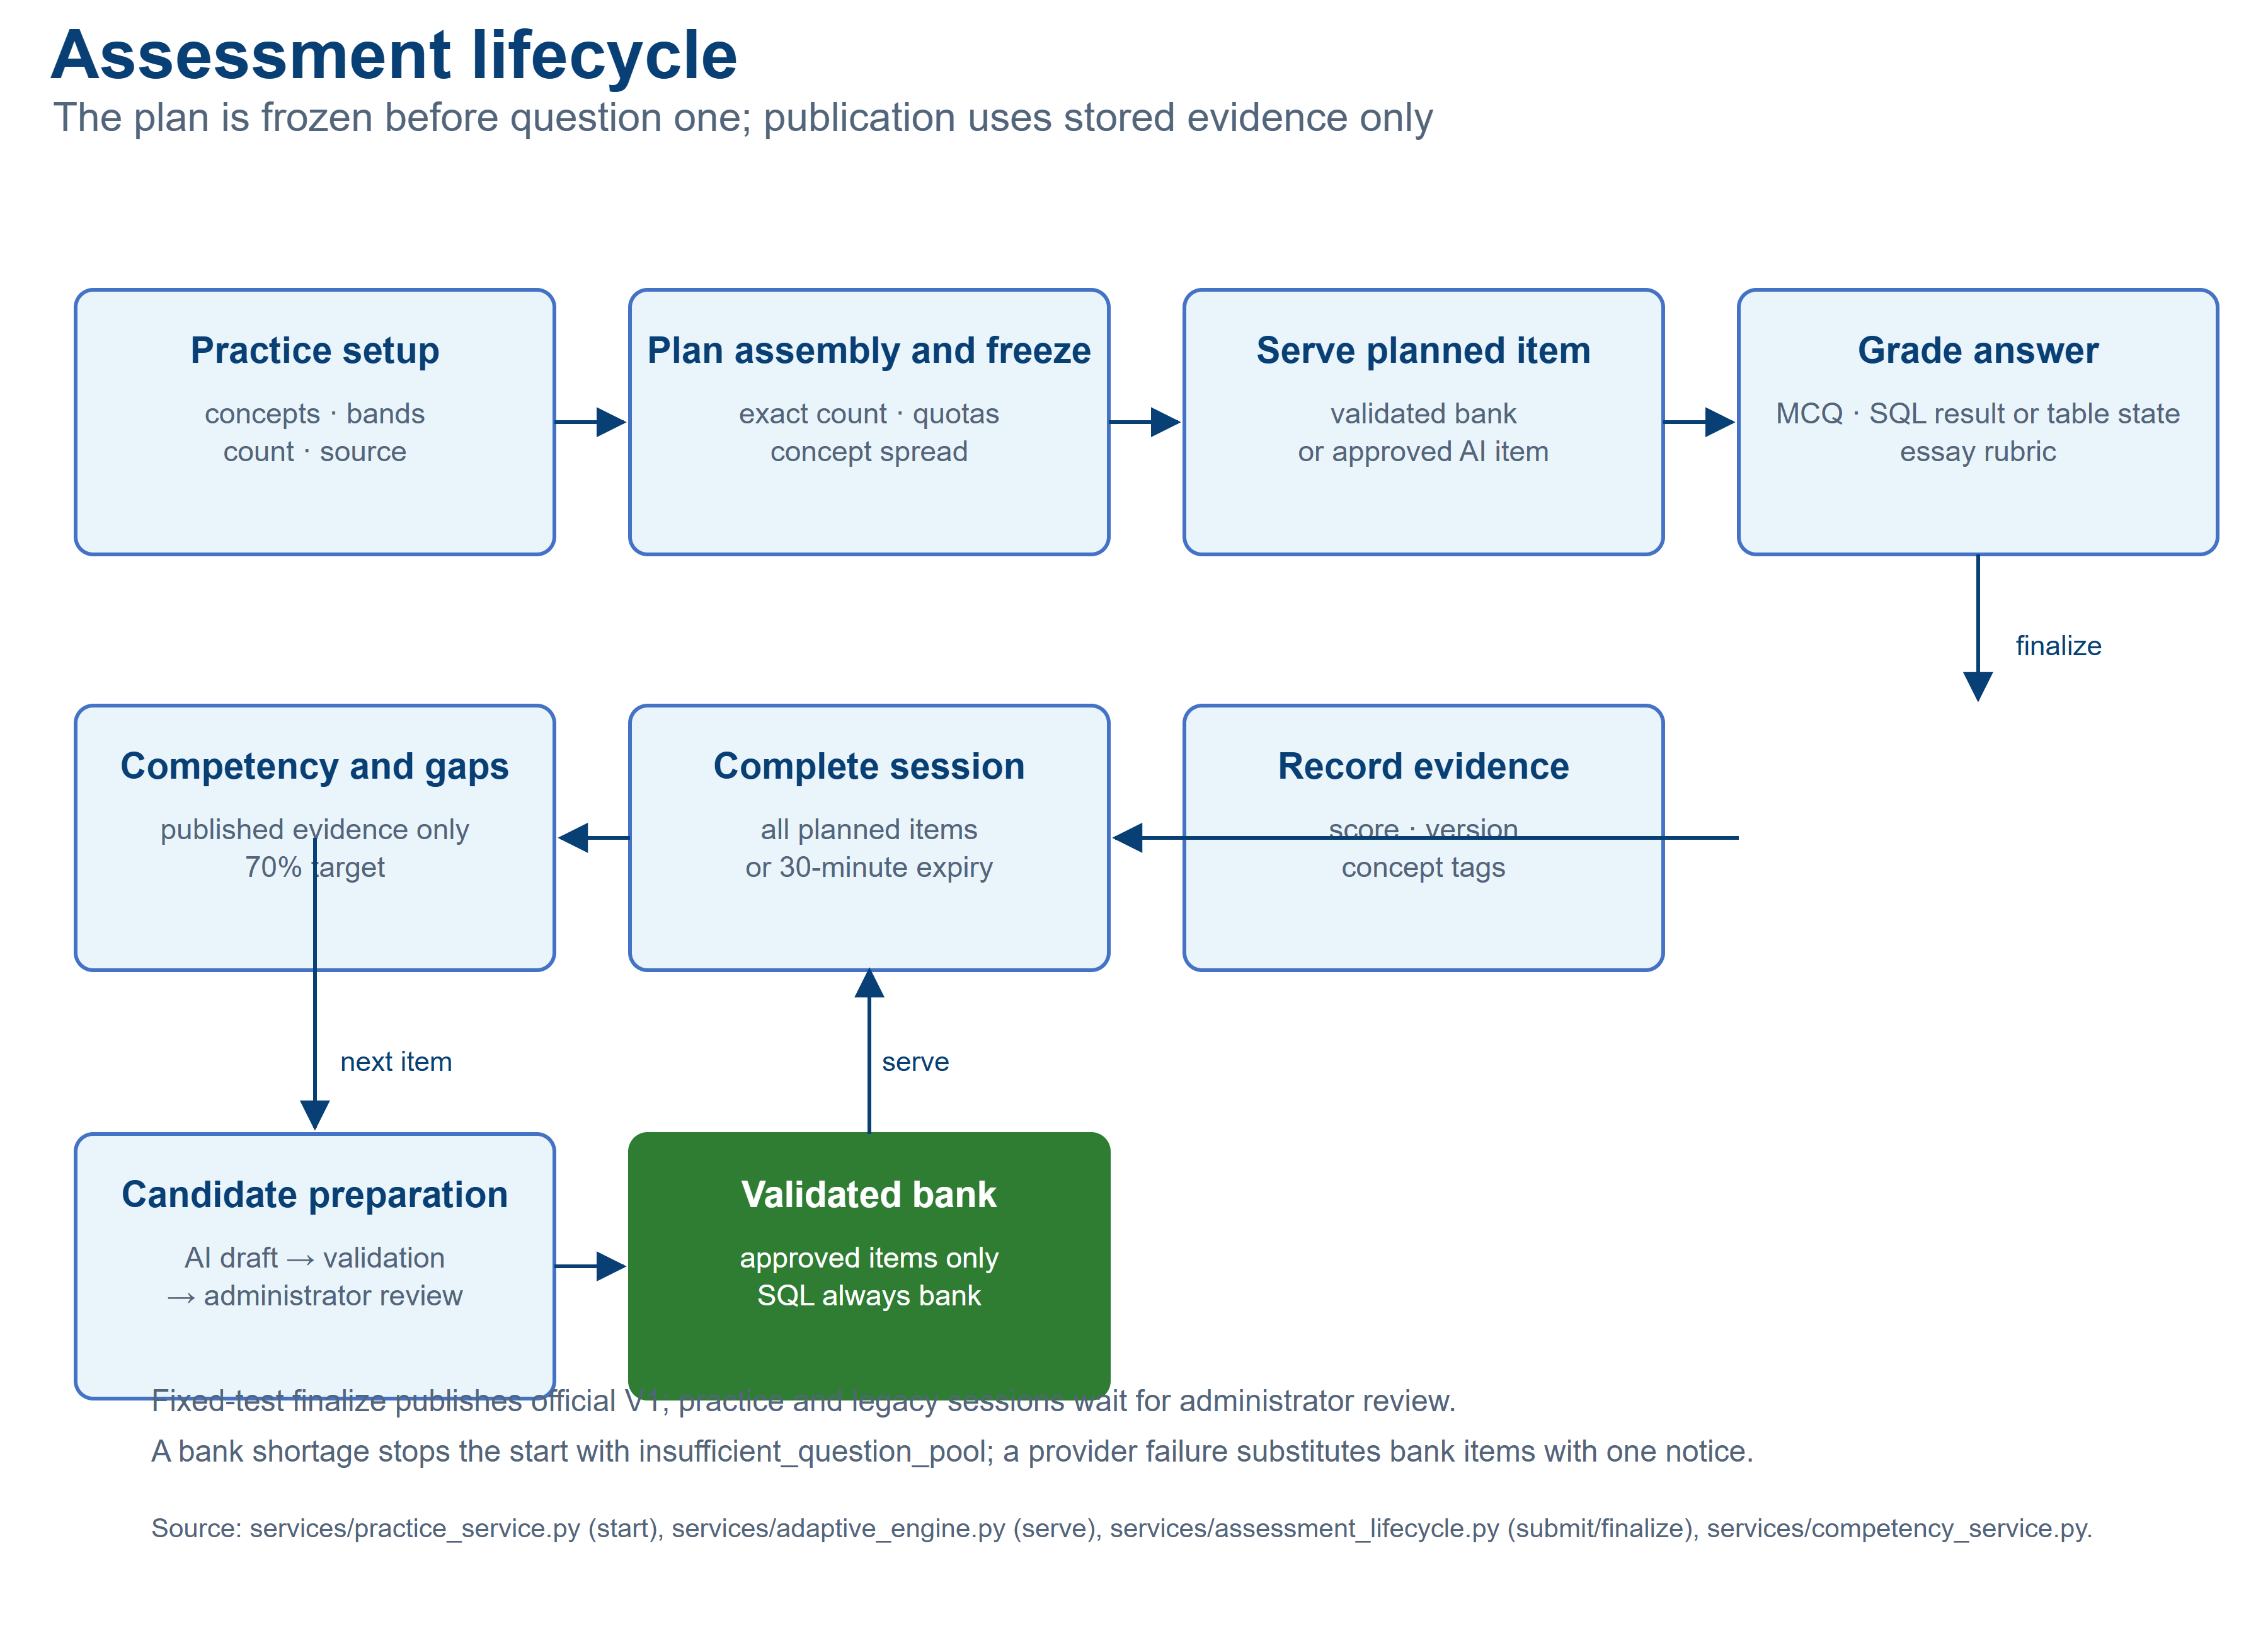 Assessment lifecycle
The plan is frozen before question one; publication uses stored evidence only
Practice setup
concepts · bands
count · source
Plan assembly and freeze
exact count · quotas
concept spread
Serve planned item
validated bank
or approved AI item
Grade answer
MCQ · SQL result or table state
essay rubric
finalize
Competency and gaps
published evidence only
70% target
Complete session
all planned items
or 30-minute expiry
Record evidence
score · version
concept tags
next item
serve
Candidate preparation
AI draft → validation
→ administrator review
Validated bank
approved items only
SQL always bank
Fixed-test finalize publishes official V1; practice and legacy sessions wait for administrator review.
A bank shortage stops the start with insufficient_question_pool; a provider failure substitutes bank items with one notice.
Source: services/practice_service.py (start), services/adaptive_engine.py (serve), services/assessment_lifecycle.py (submit/finalize), services/competency_service.py.